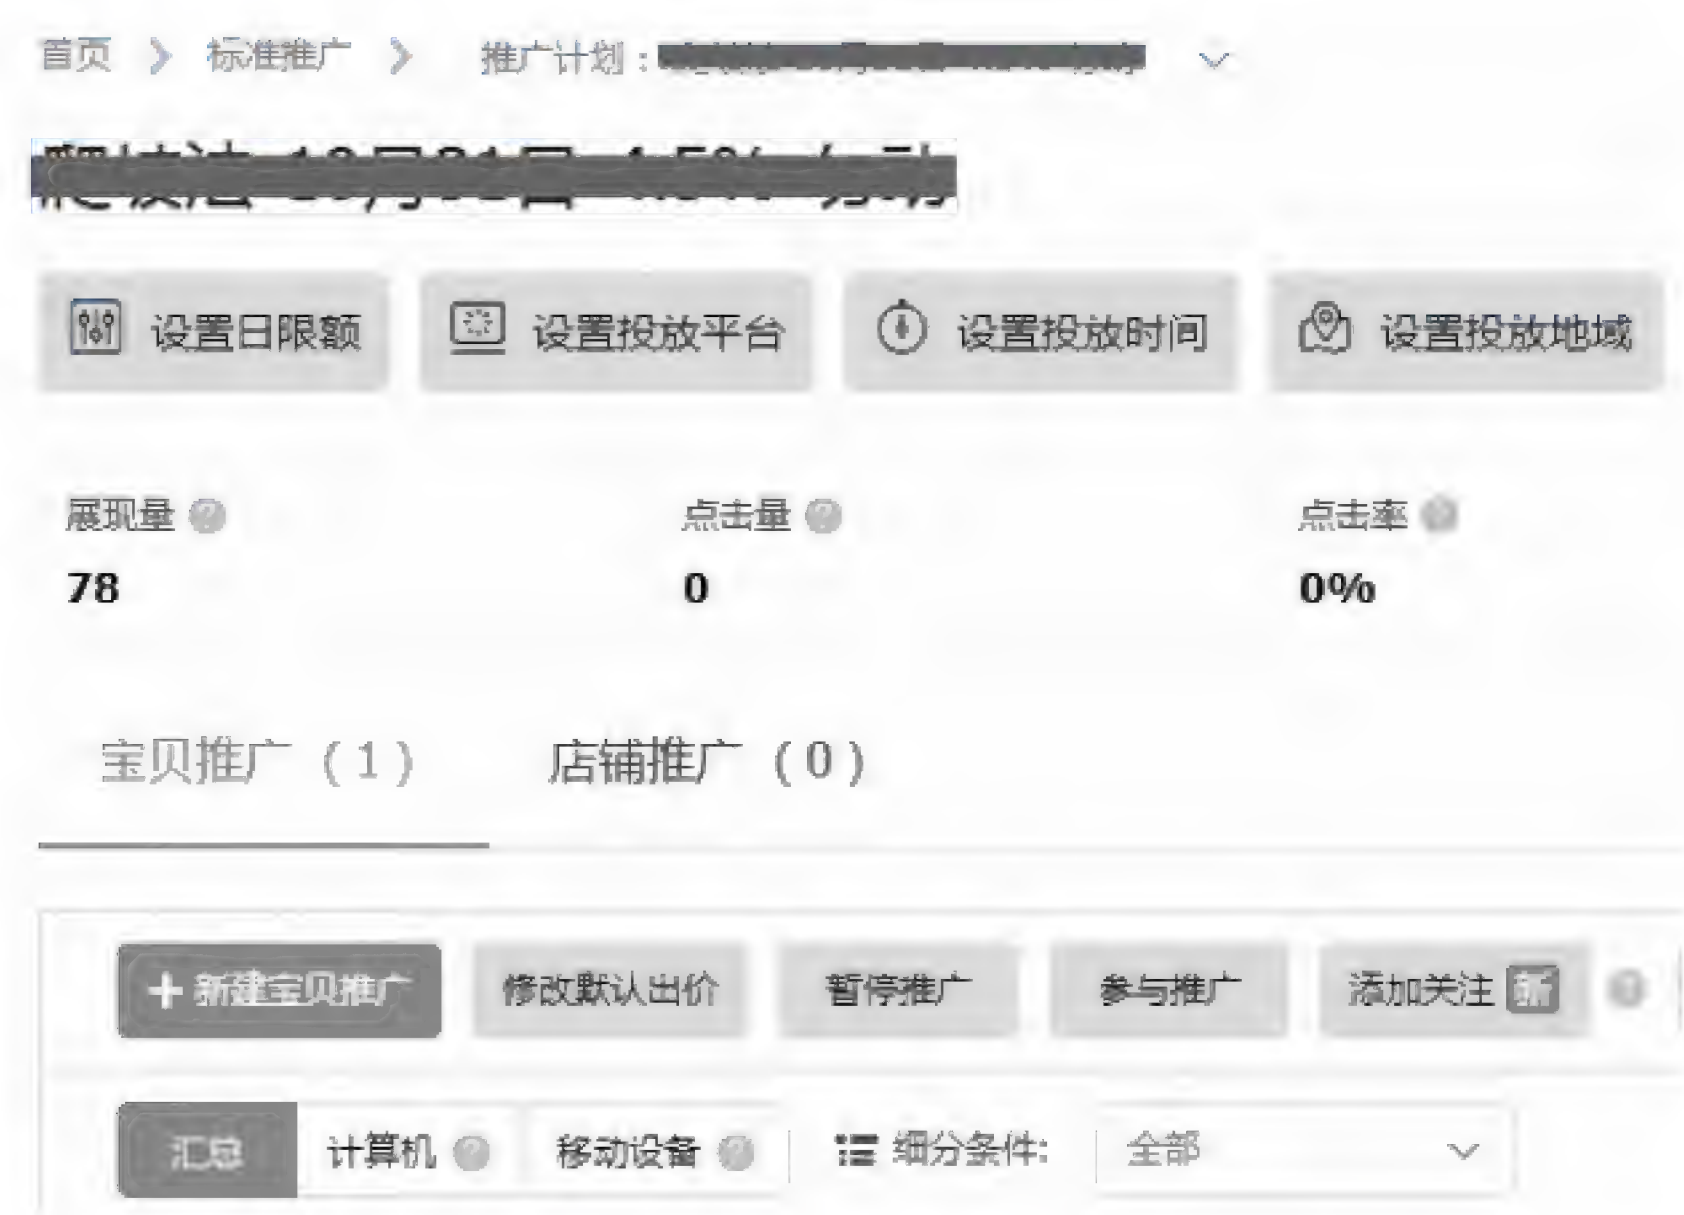 首页 标准推广 推广计划：
设置日限额 设置投放平台 设置投放时间 设置投放地域
展现量 点击量 点击率
78 0 0%
宝贝推广（1） 店铺推广（0）
+新建宝贝推广 修改默认出价 暂停推广 参与推广 添加关注 新
汇总 计算机 移动设备 细分条件: 全部